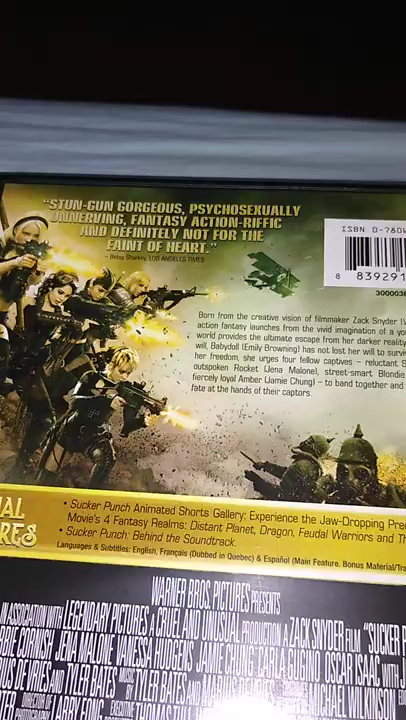 "STUN-GUN GORGEOUS, PSYCHOSEXUALLY
UNNERVING, FANTASY ACTION-RIFFIC
AND DEFINITELY NOT FOR THE
FAINT OF HEART."
- Betsy Sharkey, LOS ANGELES TIMES
ISBN 0-780
8 839291
Born from the creative vision of filmmaker Zack Snyder
action fantasy launches from the vivid imagination of a
world provides the ultimate escape from her darker reality
will, Babydoll (Emily Browning) has not lost her will to
her freedom, she urges four fellow captives – reluctant
outspoken Rocket (Jena Malone), street-smart
fiercely loyal Amber (Jamie Chung) – to band together and
fate at the hands of their captors.
• Sucker Punch Animated Shorts Gallery: Experience the Jaw-Dropping
Movie's 4 Fantasy Realms: Distant Planet, Dragon, Feudal Warriors and
• Sucker Punch: Behind the Soundtrack.
Languages & Subtitles: English, Français (Dubbed in Quebec) & Español (Main Feature. Bonus Material/
WARNER BROS. PICTURES PRESENTS
IN ASSOCIATION WITH LEGENDARY PICTURES A CRUEL AND UNUSUAL PRODUCTION A ZACK SNYDER FILM "SUCKER
CORNISH JENA MALONE VANESSA HUDGENS JAMIE CHUNG CARLA GUGINO OSCAR ISAAC
TYLER BATES MUSIC BY TYLER BATES AND MICHAEL WILKINSON
DIRECTOR OF LARRY FONG EXECUTIVE